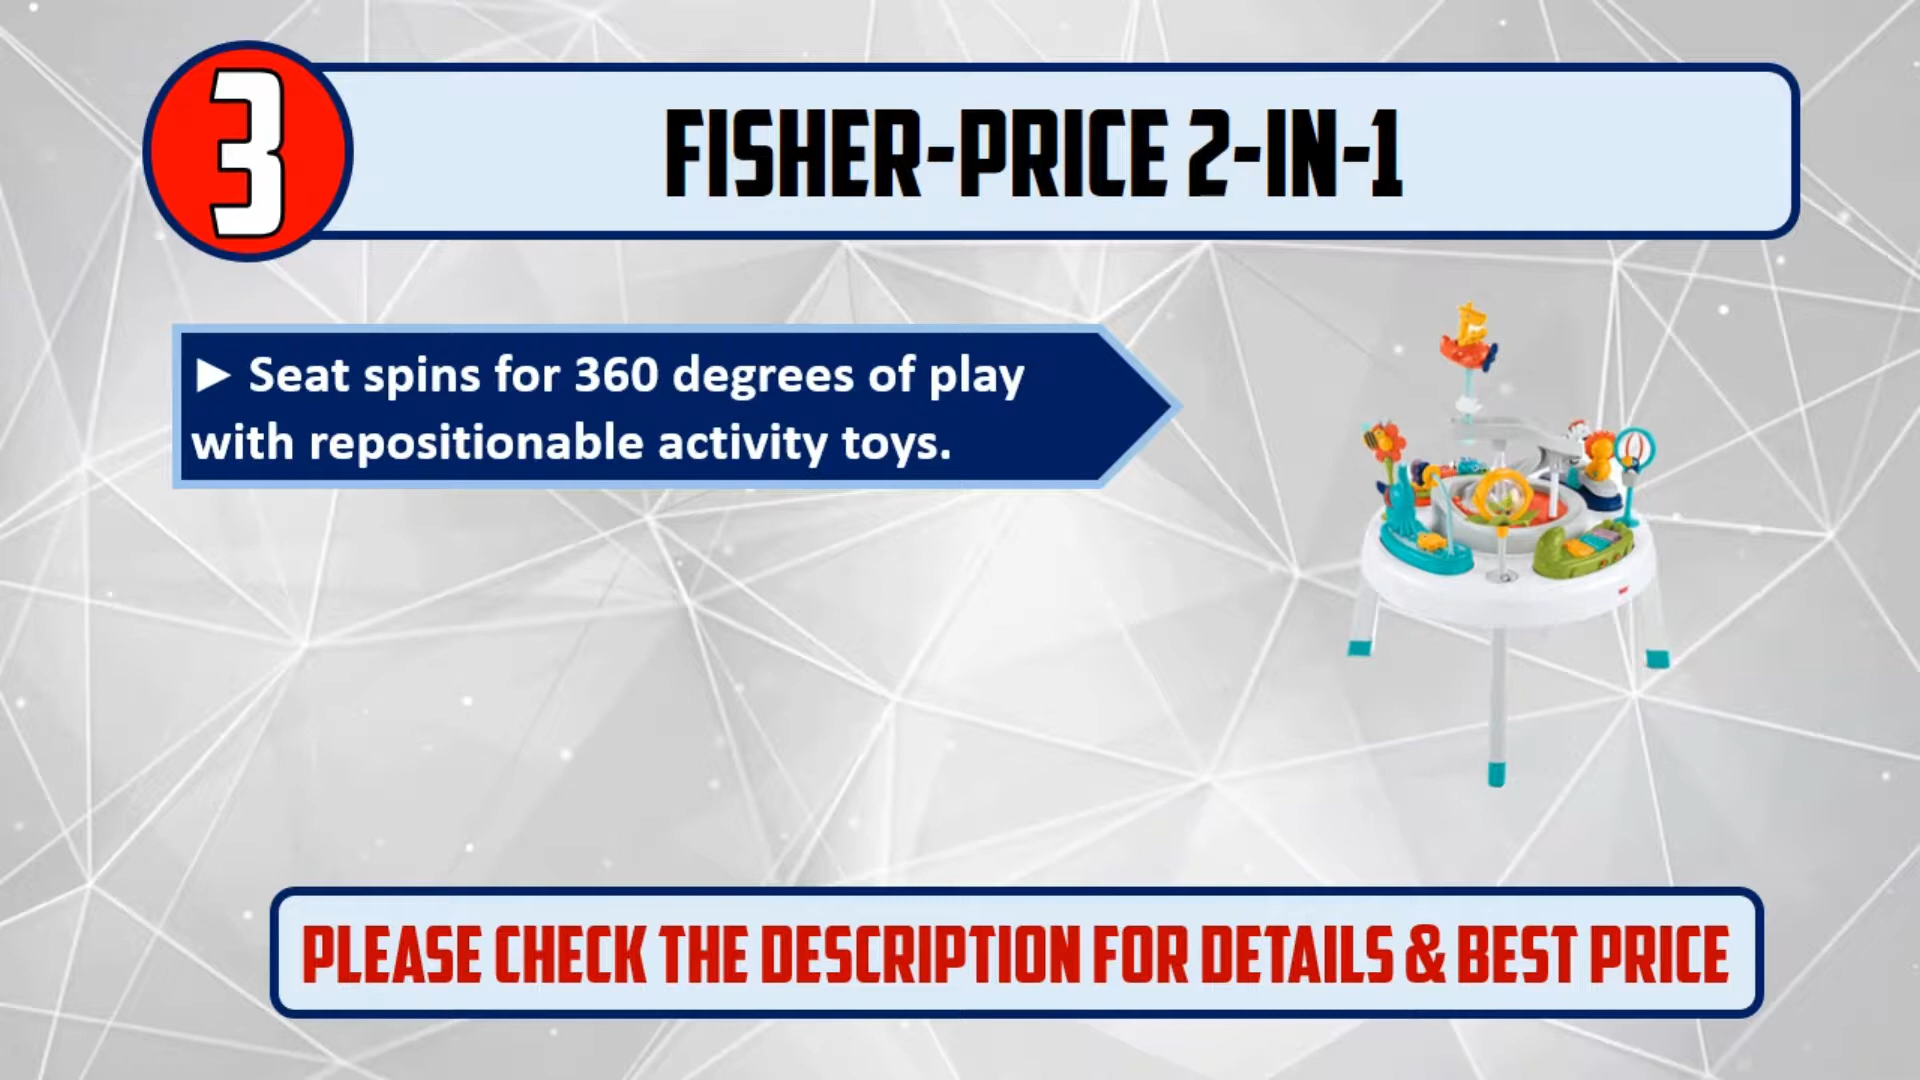 3
FISHER-PRICE 2-IN-1
► Seat spins for 360 degrees of play
with repositionable activity toys.
PLEASE CHECK THE DESCRIPTION FOR DETAILS & BEST PRICE